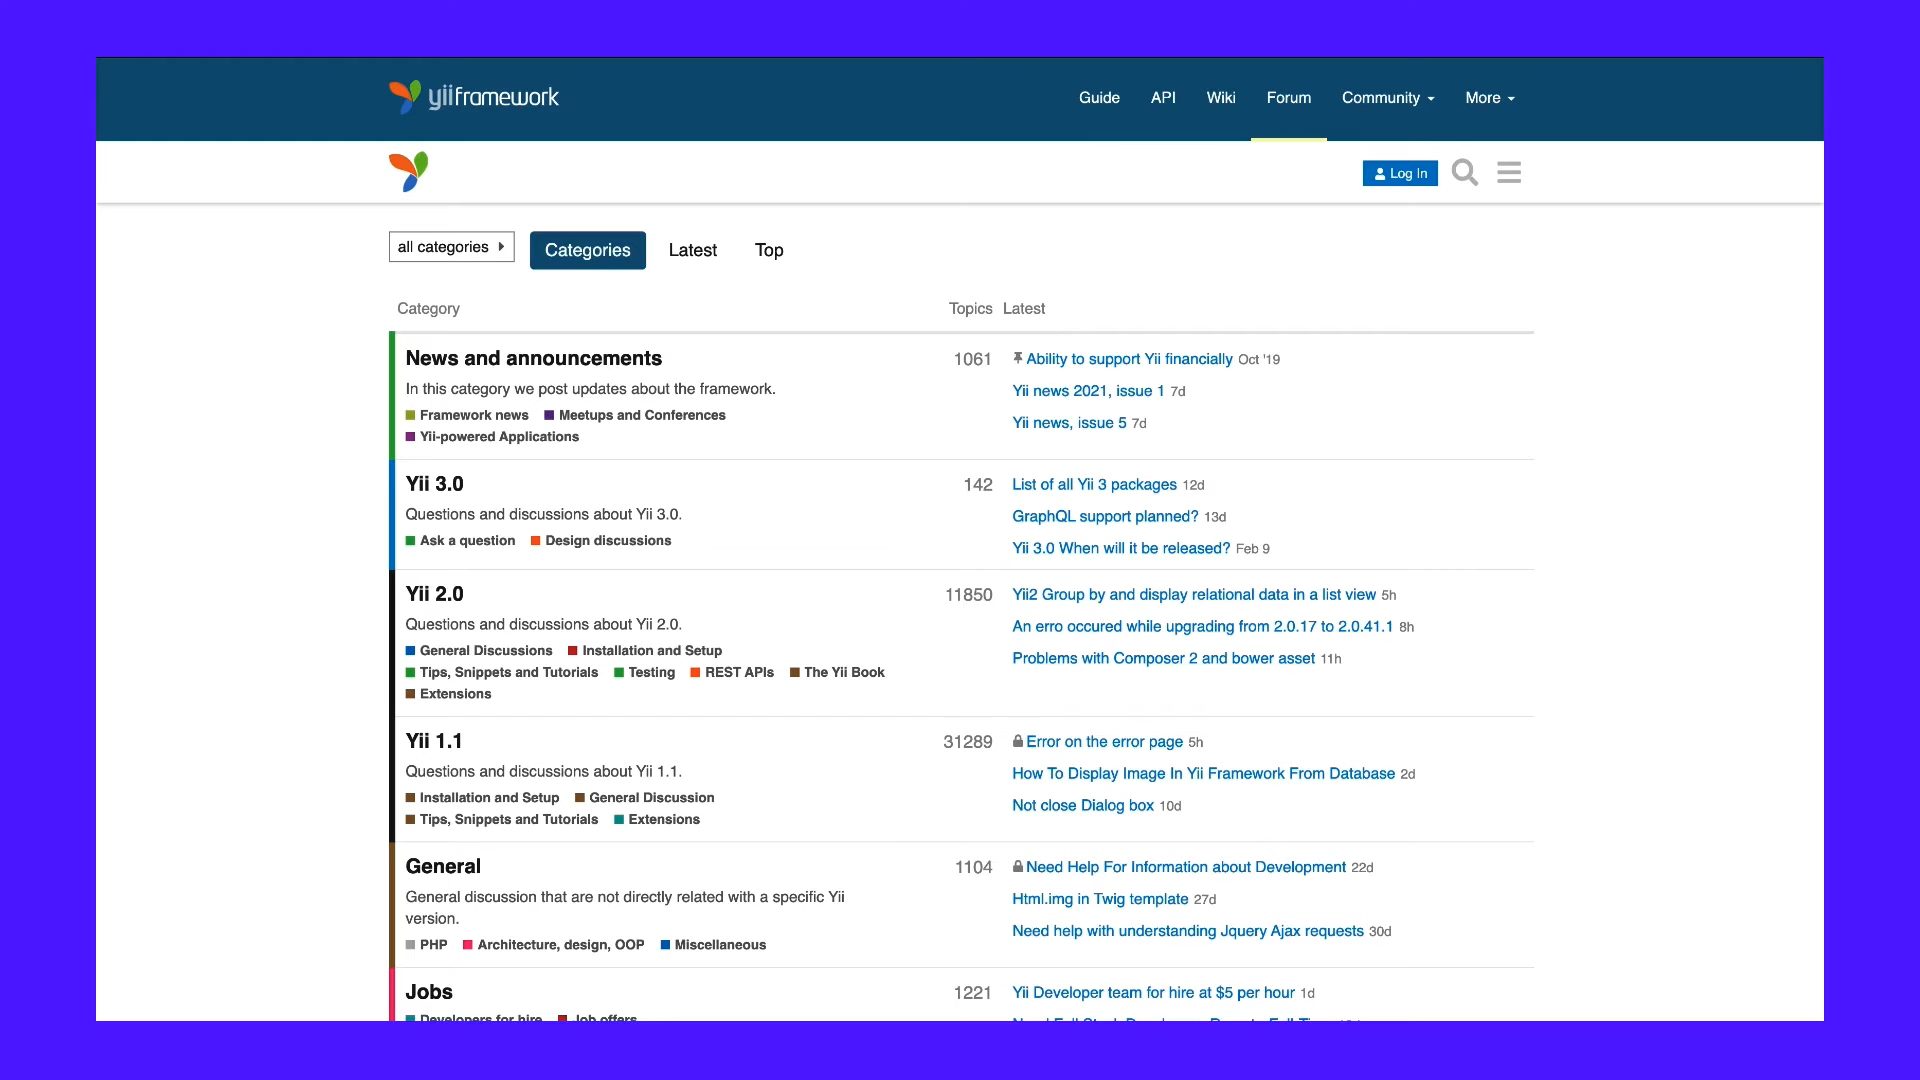 yiiframework
Guide API Wiki Forum Community More
Log In
all categories Categories Latest Top
Category Topics Latest
News and announcements 1061 Ability to support Yii financially Oct '19
In this category we post updates about the framework. Yii news 2021, issue 1 7d
Framework news Meetups and Conferences Yii news, issue 5 7d
Yii-powered Applications
Yii 3.0 142 List of all Yii 3 packages 12d
Questions and discussions about Yii 3.0. GraphQL support planned? 13d
Ask a question Design discussions Yii 3.0 When will it be released? Feb 9
Yii 2.0 11850 Yii2 Group by and display relational data in a list view 5h
Questions and discussions about Yii 2.0. An erro occured while upgrading from 2.0.17 to 2.0.41.1 8h
General Discussions Installation and Setup Problems with Composer 2 and bower asset 11h
Tips, Snippets and Tutorials Testing REST APIs The Yii Book
Extensions
Yii 1.1 31289 Error on the error page 5h
Questions and discussions about Yii 1.1. How To Display Image In Yii Framework From Database 2d
Installation and Setup General Discussion Not close Dialog box 10d
Tips, Snippets and Tutorials Extensions
General 1104 Need Help For Information about Development 22d
General discussion that are not directly related with a specific Yii Html.img in Twig template 27d
version. Need help with understanding Jquery Ajax requests 30d
PHP Architecture, design, OOP Miscellaneous
Jobs 1221 Yii Developer team for hire at $5 per hour 1d
Developers for hire Job offers